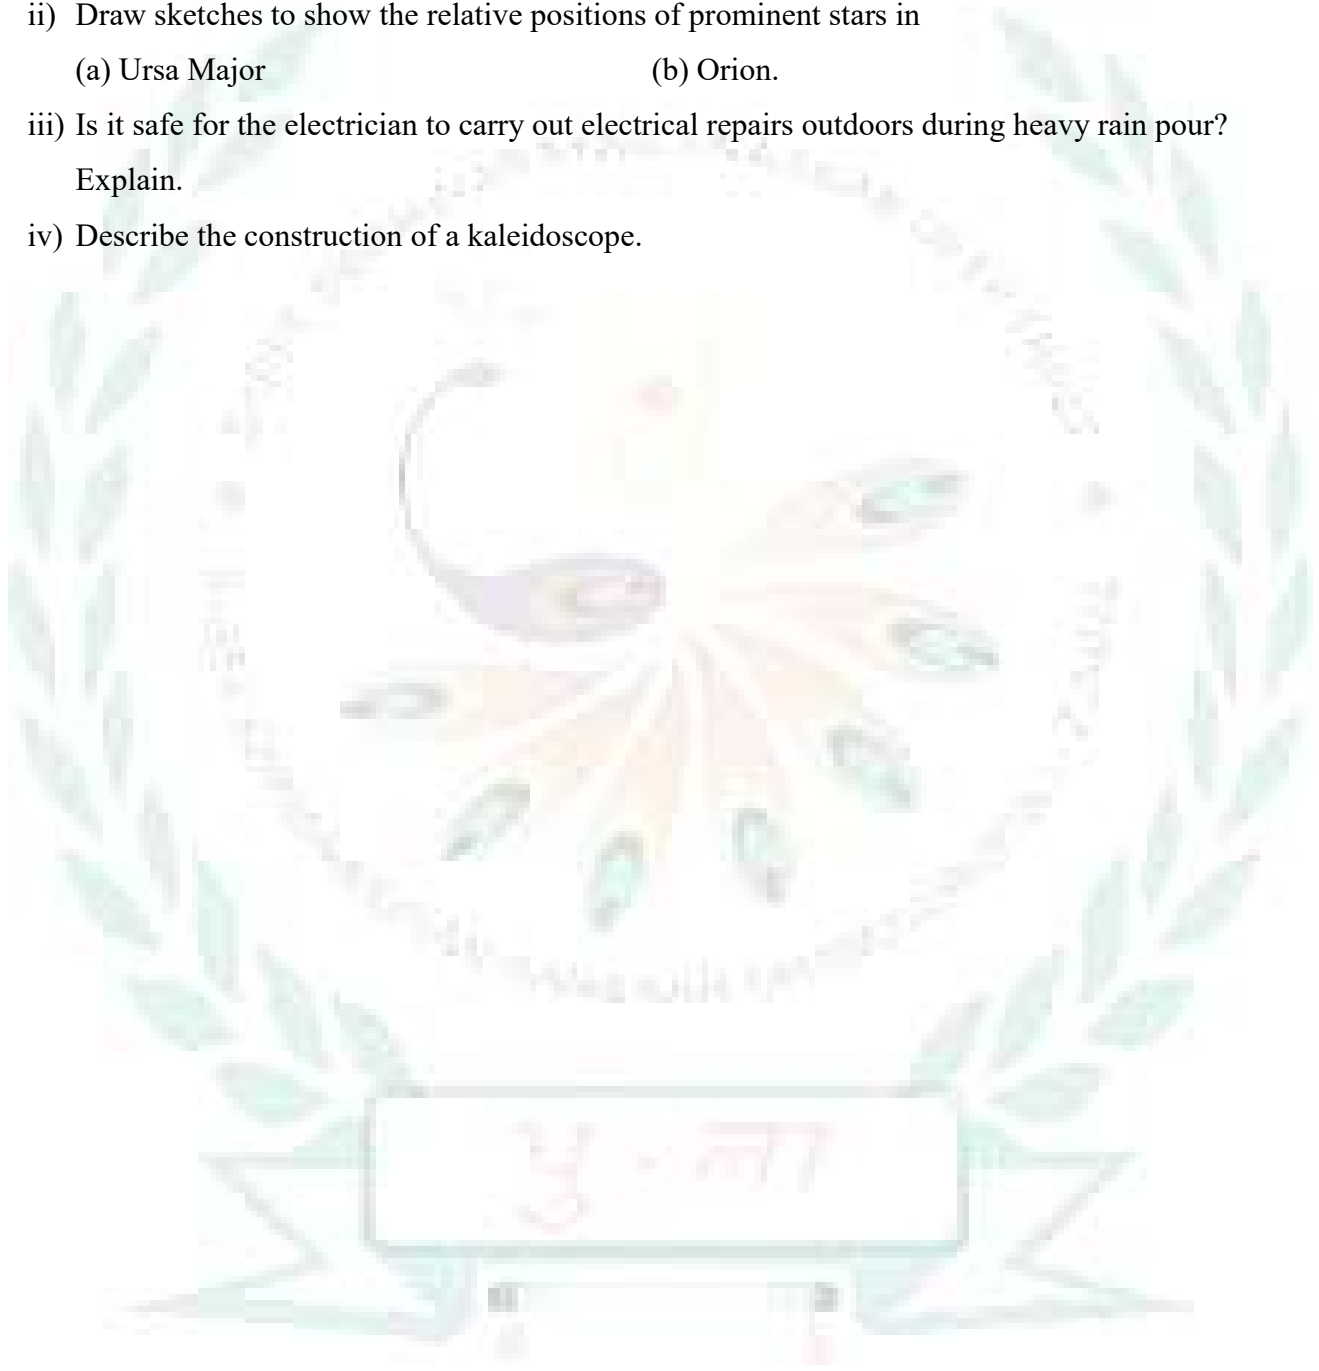 ii) Draw sketches to show the relative positions of prominent stars in
(a) Ursa Major (b) Orion.
iii) Is it safe for the electrician to carry out electrical repairs outdoors during heavy rain pour?
Explain.
iv) Describe the construction of a kaleidoscope.